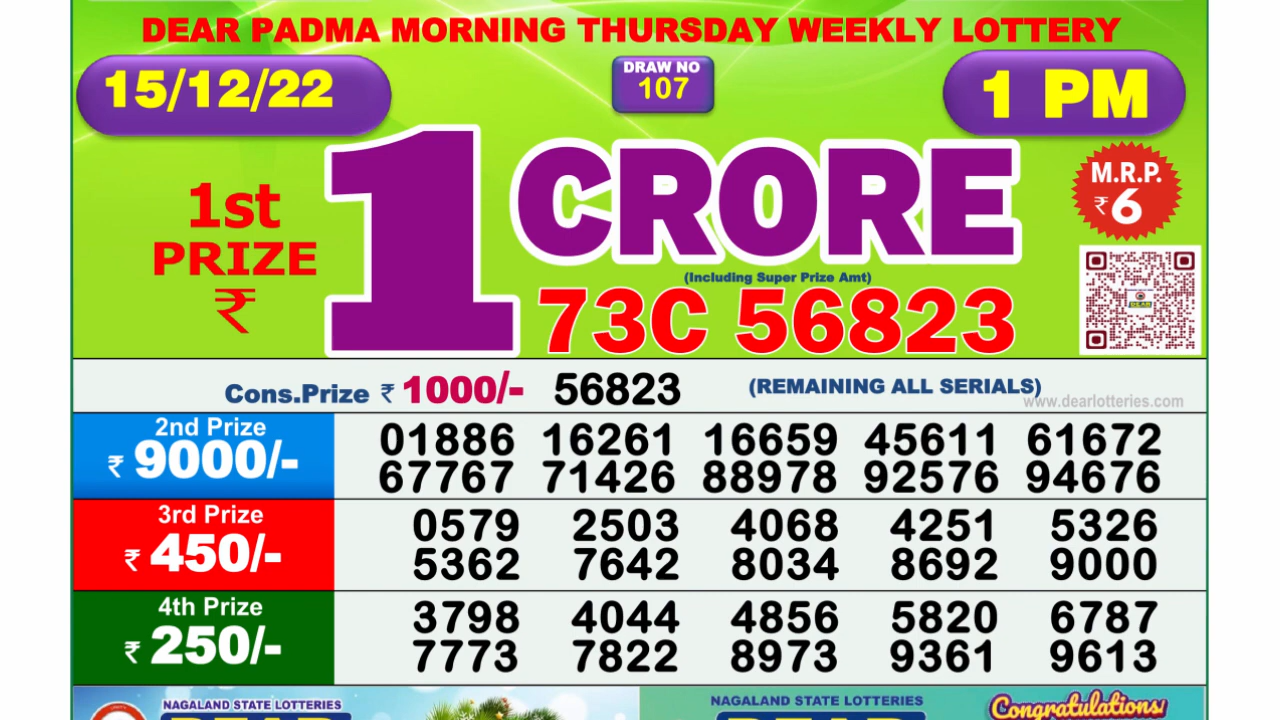 DEAR PADMA MORNING THURSDAY WEEKLY LOTTERY
15/12/22
DRAW NO
107
1 PM
1st
PRIZE
₹
1 CRORE
M.R.P.
₹6
(Including Super Prize Amt)
73C 56823
Cons.Prize ₹ 1000/- 56823 (REMAINING ALL SERIALS)
www.dearlotteries.com
2nd Prize
₹ 9000/-
01886 16261 16659 45611 61672
67767 71426 88978 92576 94676
3rd Prize
₹ 450/-
0579 2503 4068 4251 5326
5362 7642 8034 8692 9000
4th Prize
₹ 250/-
3798 4044 4856 5820 6787
7773 7822 8973 9361 9613
NAGALAND STATE LOTTERIES
DEAR
NAGALAND STATE LOTTERIES
DEAR
Congratulations!